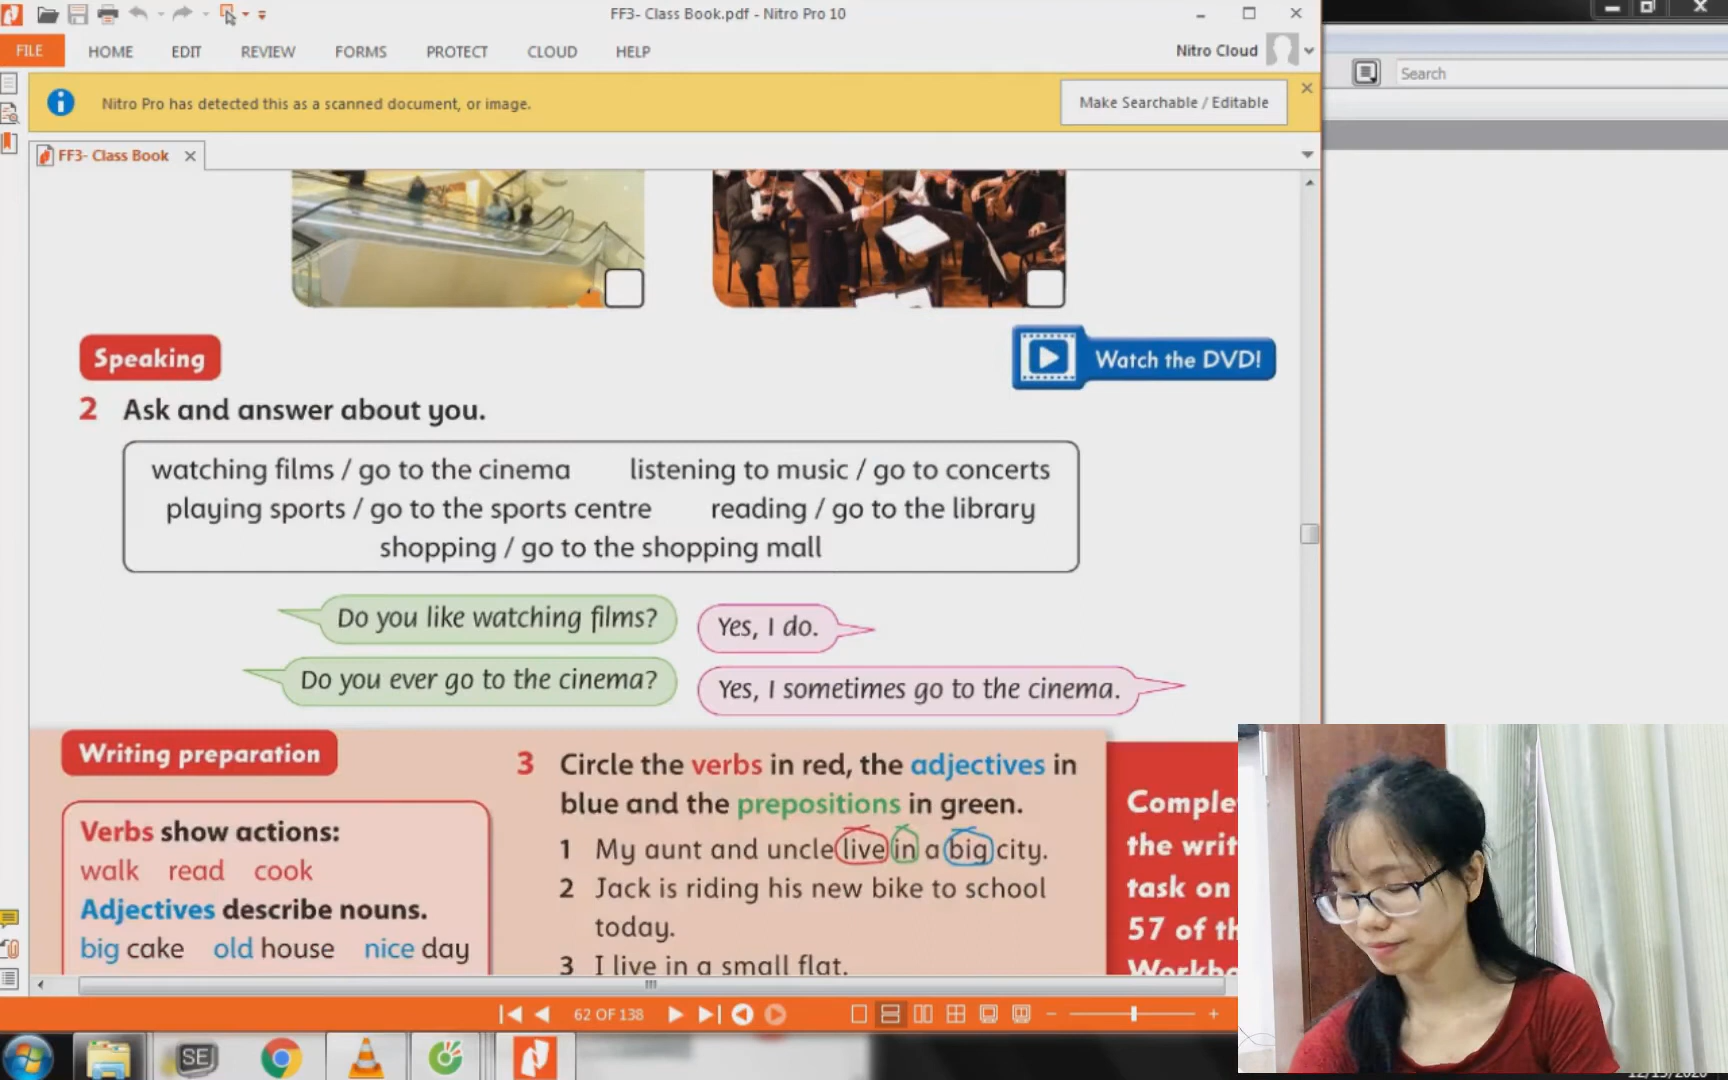 FF3- Class Book.pdf - Nitro Pro 10
FILE HOME EDIT REVIEW FORMS PROTECT CLOUD HELP
Nitro Cloud
Search
Nitro Pro has detected this as a scanned document, or image.
Make Searchable / Editable
FF3- Class Book
Speaking
Watch the DVD!
2 Ask and answer about you.
watching films / go to the cinema listening to music / go to concerts
playing sports / go to the sports centre reading / go to the library
shopping / go to the shopping mall
Do you like watching films?
Yes, I do.
Do you ever go to the cinema?
Yes, I sometimes go to the cinema.
Writing preparation
Verbs show actions:
walk read cook
Adjectives describe nouns.
big cake old house nice day
3 Circle the verbs in red, the adjectives in
blue and the prepositions in green.
1 My aunt and uncle live in a big city.
2 Jack is riding his new bike to school
today.
3 I live in a small flat.
Comple
the writ
task on
57 of th
Workbo
62 OF 138
SE